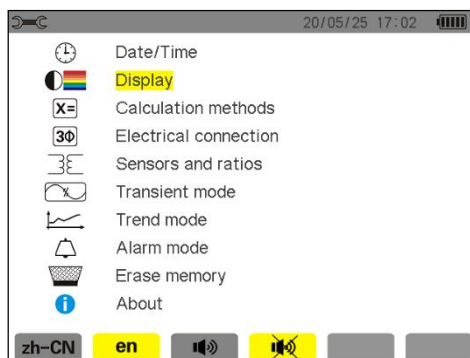 20/05/25 17:02
Date/Time
Display
X= Calculation methods
3Φ Electrical connection
Sensors and ratios
Transient mode
Trend mode
Alarm mode
Erase memory
i About
zh-CN en